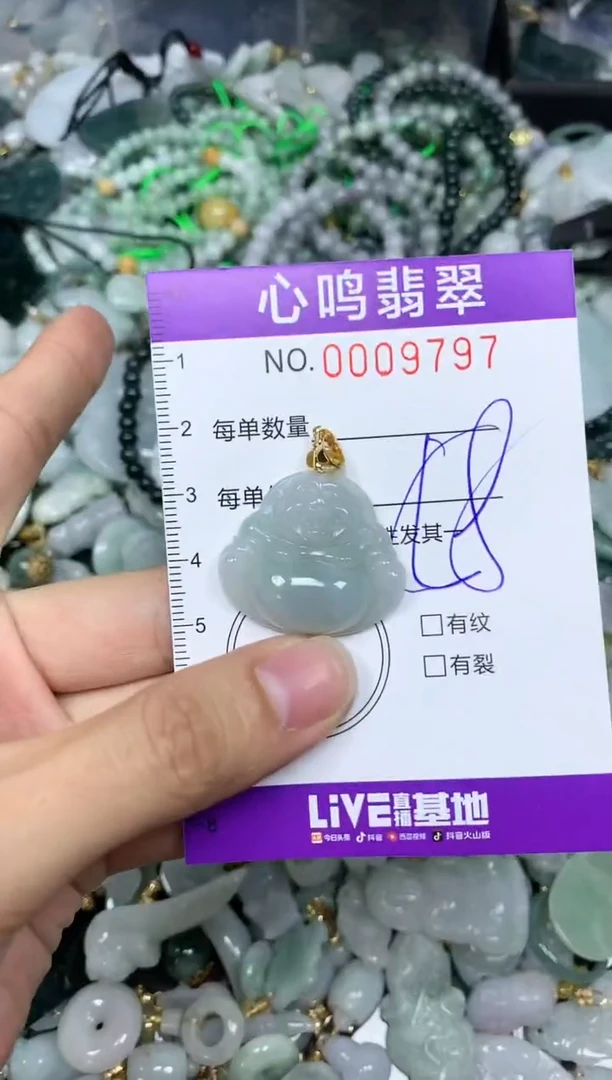 心鸣翡翠
NO.0009797
1
2 每单数量
3 每单
发其一
4
5 □有纹
□有裂
8
LiVE直播基地
今日头条 抖音 西瓜视频 抖音火山版